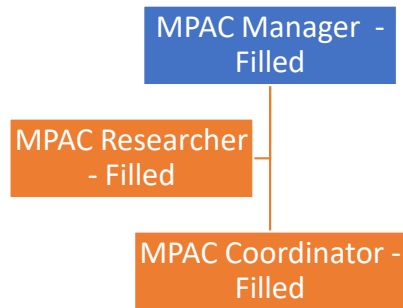 MPAC Manager -
Filled
MPAC Researcher
- Filled
MPAC Coordinator -
Filled